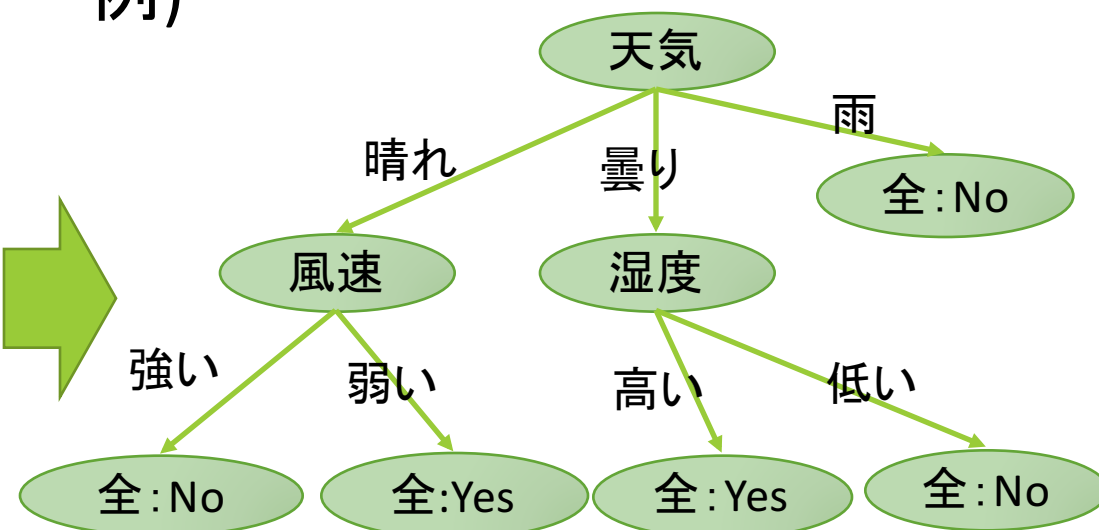 例)
天気
雨
晴れ
曇り
全：No
風速
湿度
強い
弱い
高い
低い
全：No
全:Yes
全：Yes
全：No